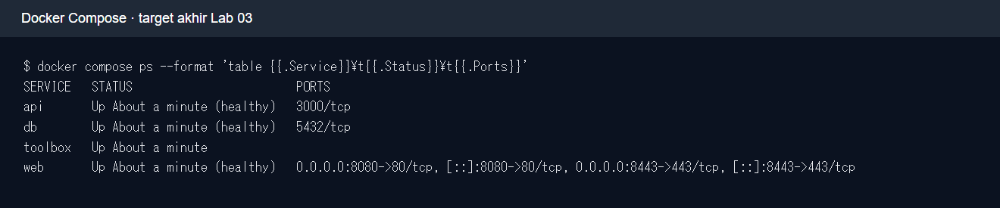 Docker Compose · target akhir Lab 03
$ docker compose ps --format 'table {{.Service}}¥t{{.Status}}¥t{{.Ports}}'
SERVICE STATUS PORTS
api Up About a minute (healthy) 3000/tcp
db Up About a minute (healthy) 5432/tcp
toolbox Up About a minute
web Up About a minute (healthy) 0.0.0.0:8080->80/tcp, [::]:8080->80/tcp, 0.0.0.0:8443->443/tcp, [::]:8443->443/tcp